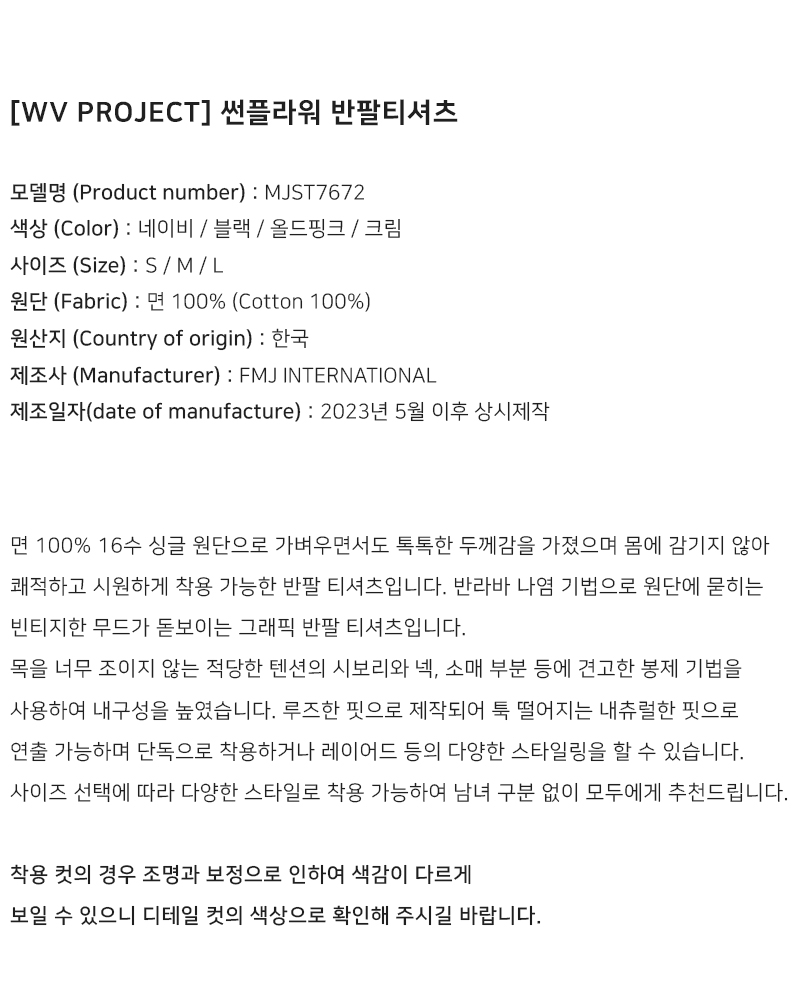 [WV PROJECT] 썬플라워 반팔티셔츠
모델명 (Product number) : MJST7672
색상 (Color) : 네이비 / 블랙 / 올드핑크 / 크림
사이즈 (Size) : S / M / L
원단 (Fabric) : 면 100% (Cotton 100%)
원산지 (Country of origin) : 한국
제조사 (Manufacturer) : FMJ INTERNATIONAL
제조일자(date of manufacture) : 2023년 5월 이후 상시제작
면 100% 16수 싱글 원단으로 가벼우면서도 톡톡한 두께감을 가졌으며 몸에 감기지 않아
쾌적하고 시원하게 착용 가능한 반팔 티셔츠입니다. 반라바 나염 기법으로 원단에 묻히는
빈티지한 무드가 돋보이는 그래픽 반팔 티셔츠입니다.
목을 너무 조이지 않는 적당한 텐션의 시보리와 넥, 소매 부분 등에 견고한 봉제 기법을
사용하여 내구성을 높였습니다. 루즈한 핏으로 제작되어 툭 떨어지는 내츄럴한 핏으로
연출 가능하며 단독으로 착용하거나 레이어드 등의 다양한 스타일링을 할 수 있습니다.
사이즈 선택에 따라 다양한 스타일로 착용 가능하여 남녀 구분 없이 모두에게 추천드립니다.
착용 컷의 경우 조명과 보정으로 인하여 색감이 다르게
보일 수 있으니 디테일 컷의 색상으로 확인해 주시길 바랍니다.